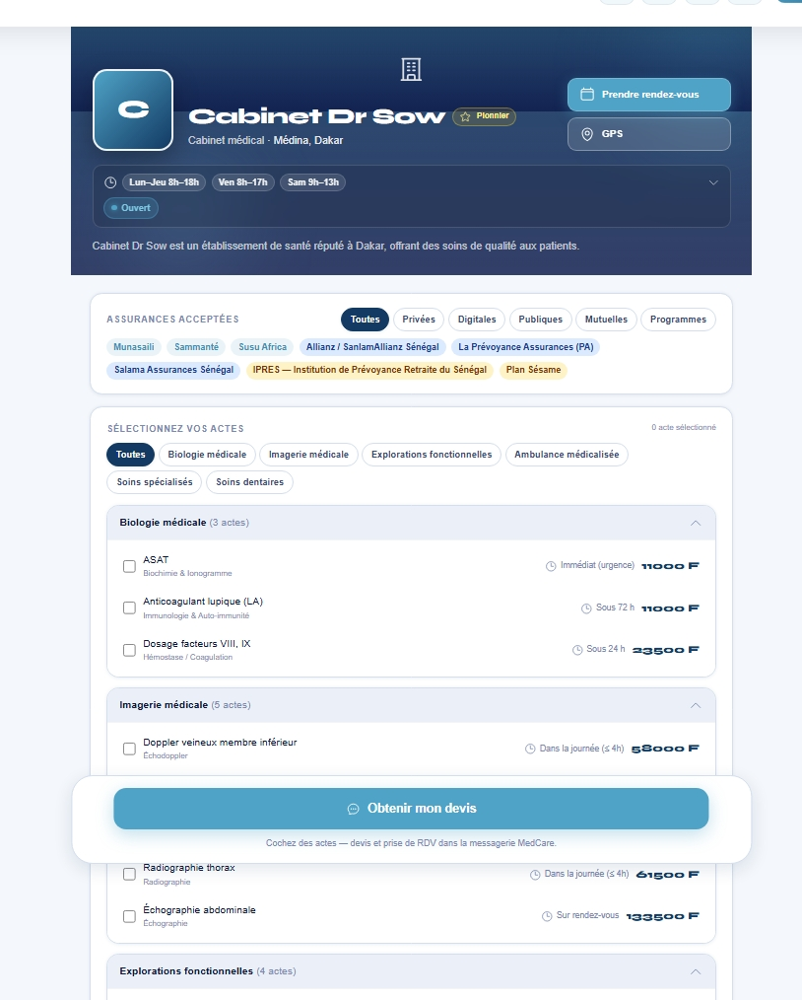 C
Cabinet Dr Sow
Pionnier
Cabinet médical · Médina, Dakar
Prendre rendez-vous
GPS
Lun–Jeu 8h–18h Ven 8h–17h Sam 9h–13h
Ouvert
Cabinet Dr Sow est un établissement de santé réputé à Dakar, offrant des soins de qualité aux patients.
ASSURANCES ACCEPTÉES
Toutes Privées Digitales Publiques Mutuelles Programmes
Munasaili Sammanté Susu Africa Allianz / SanlamAllianz Sénégal La Prévoyance Assurances (PA)
Salama Assurances Sénégal IPRES — Institution de Prévoyance Retraite du Sénégal Plan Sésame
SÉLECTIONNEZ VOS ACTES
0 acte sélectionné
Toutes Biologie médicale Imagerie médicale Explorations fonctionnelles Ambulance médicalisée
Soins spécialisés Soins dentaires
Biologie médicale (3 actes)
ASAT
Biochimie & Ionogramme
Immédiat (urgence) 11000 F
Anticoagulant lupique (LA)
Immunologie & Auto-immunité
Sous 72 h 11000 F
Dosage facteurs VIII, IX
Hémostase / Coagulation
Sous 24 h 23500 F
Imagerie médicale (5 actes)
Doppler veineux membre inférieur
Échodoppler
Dans la journée (≤ 4h) 58000 F
Obtenir mon devis
Cochez des actes — devis et prise de RDV dans la messagerie MedCare.
Radiographie thorax
Radiographie
Dans la journée (≤ 4h) 61500 F
Échographie abdominale
Échographie
Sur rendez-vous 133500 F
Explorations fonctionnelles (4 actes)